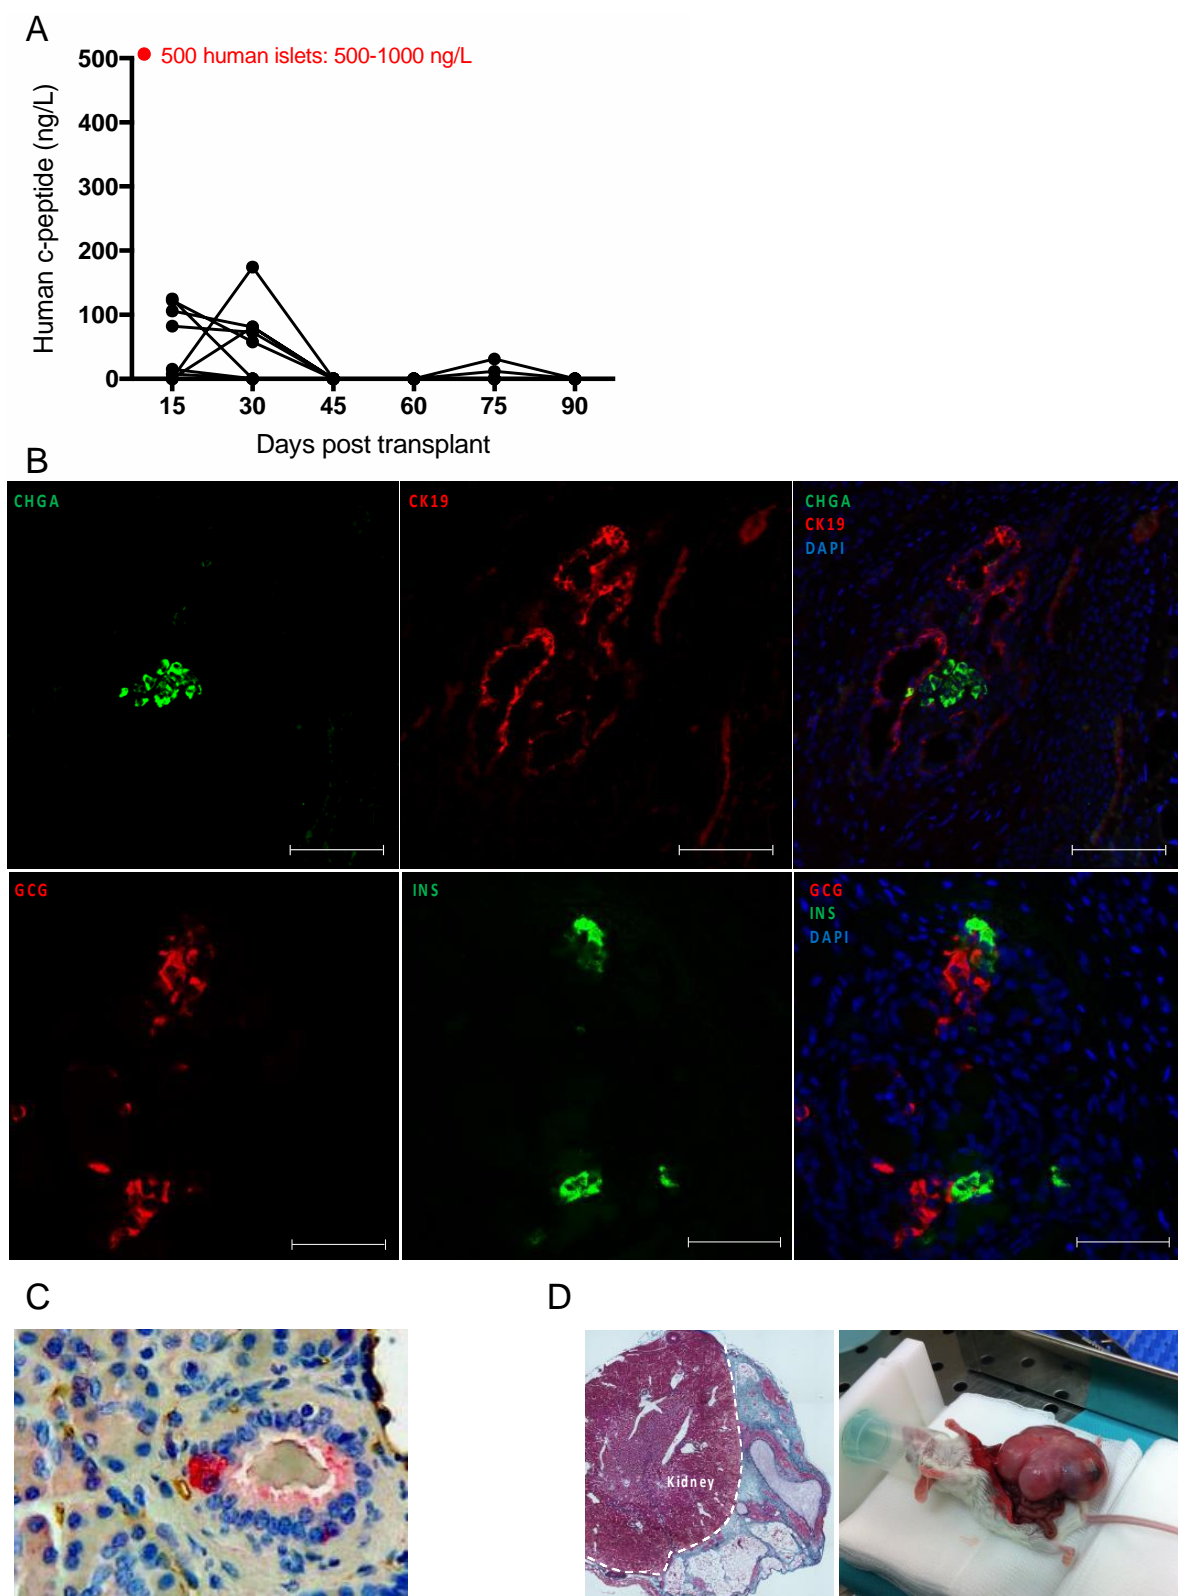 A
500 human islets: 500-1000 ng/L
Human c-peptide (ng/L)
500
400
300
200
100
0
15 30 45 60 75 90
Days post transplant
B
CHGA
CK19
CHGA
CK19
DAPI
GCG
INS
GCG
INS
DAPI
C
D
Kidney